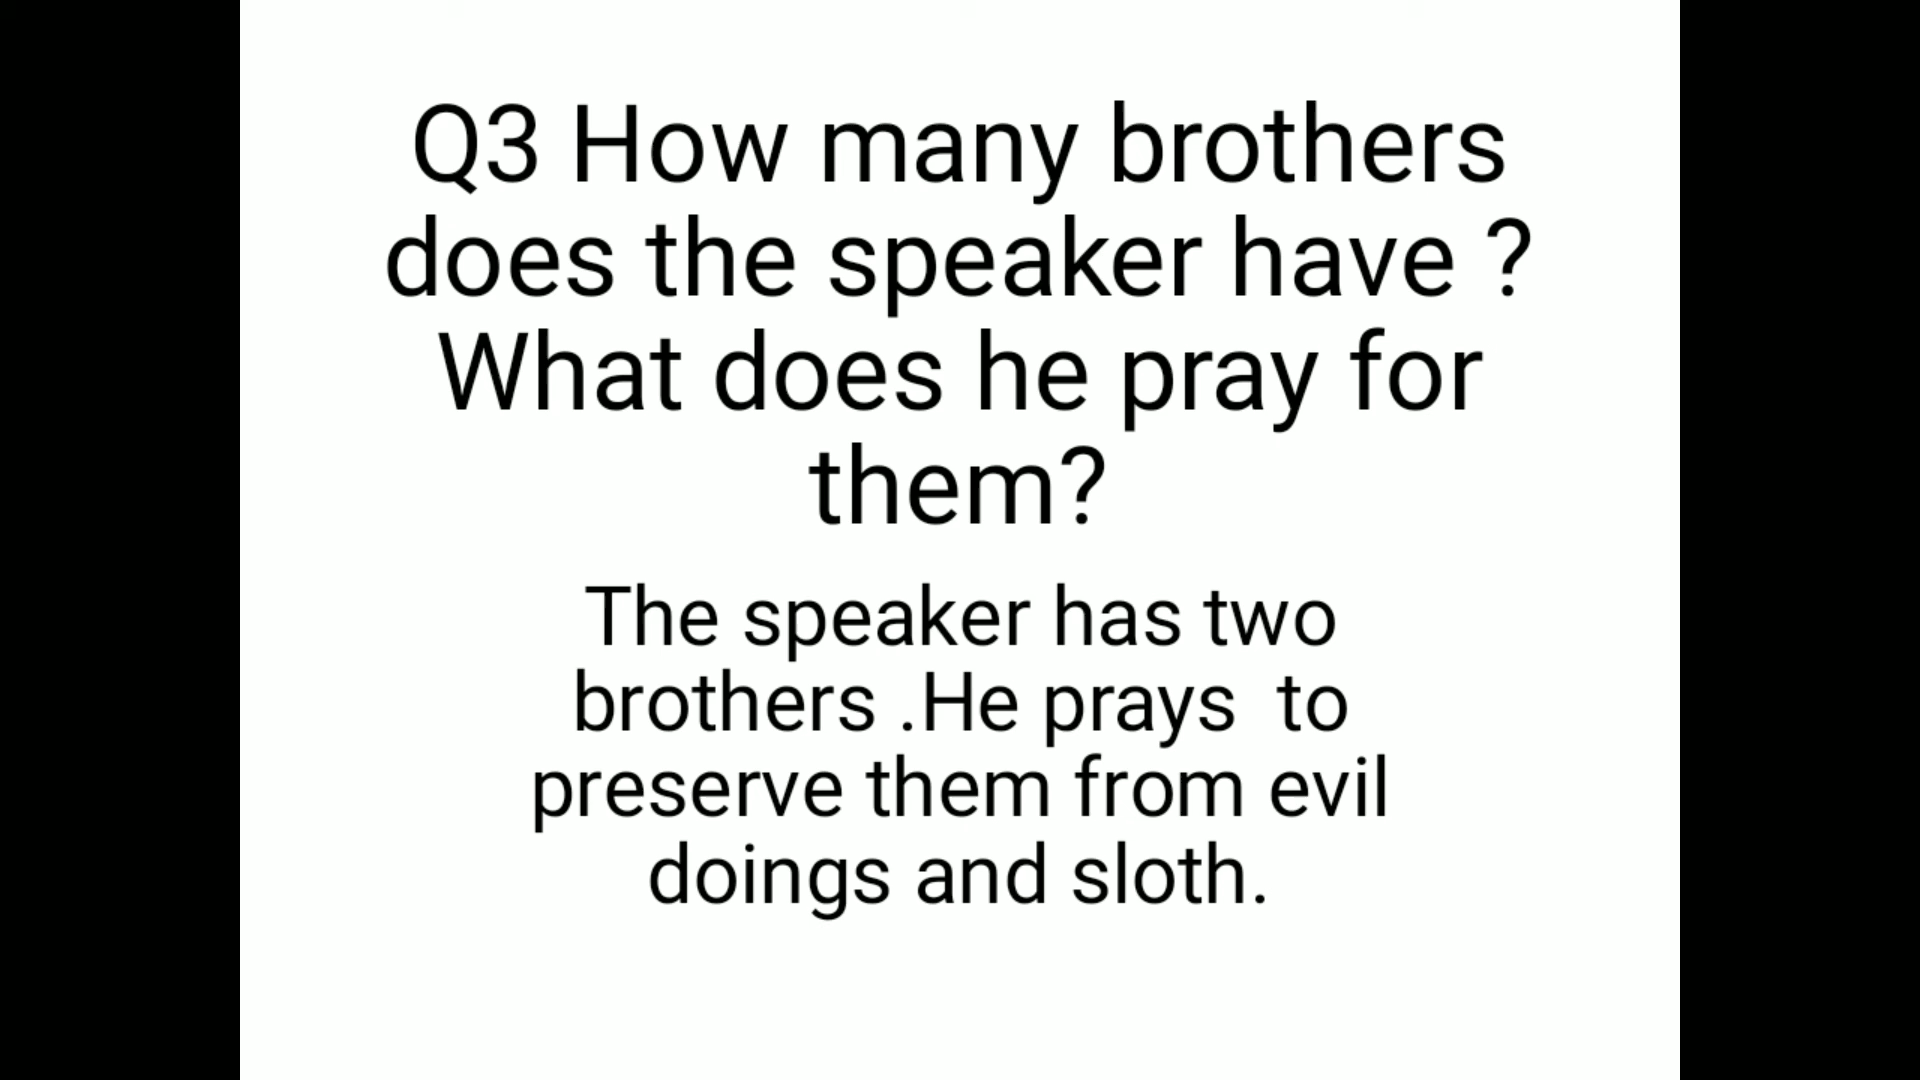 Q3 How many brothers
does the speaker have ?
What does he pray for
them?
The speaker has two
brothers .He prays  to
preserve them from evil
doings and sloth.